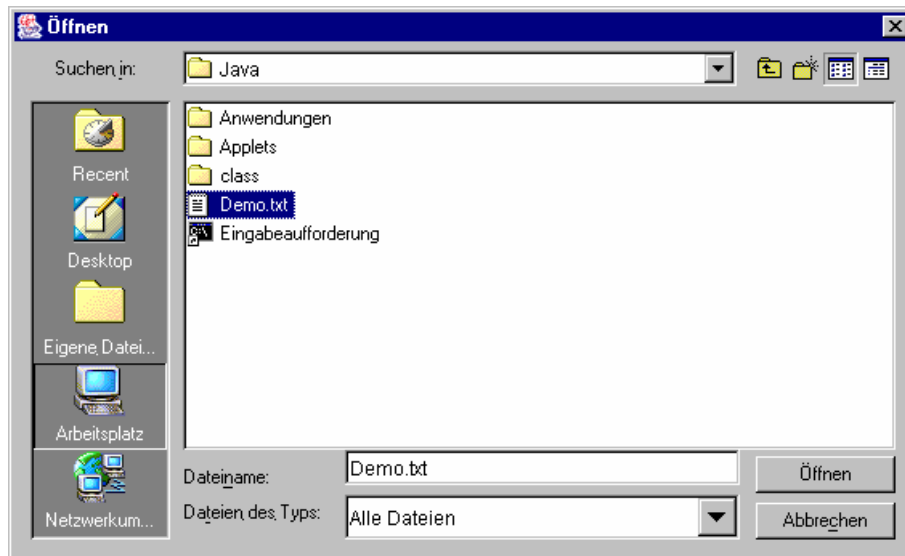 Öffnen
Suchen in:
Java
Anwendungen
Applets
class
Demo.txt
Eingabeaufforderung
Recent
Desktop
Eigene Datei...
Arbeitsplatz
Netzwerkum...
Dateiname:
Demo.txt
Öffnen
Dateien des Typs:
Alle Dateien
Abbrechen